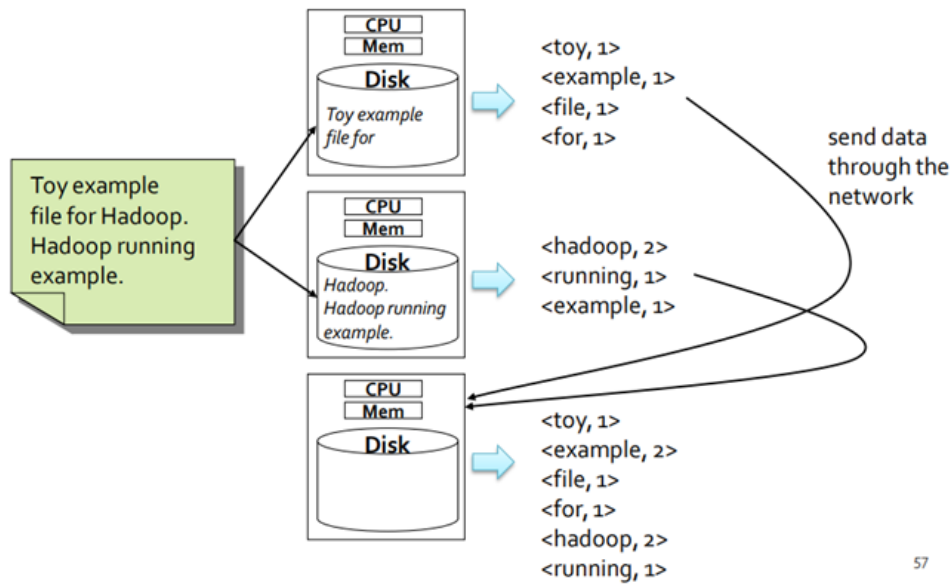 Toy example
file for Hadoop.
Hadoop running
example.
CPU
Mem
Disk
Toy example
file for
<toy, 1>
<example, 1>
<file, 1>
<for, 1>
send data
through the
network
CPU
Mem
Disk
Hadoop.
Hadoop running
example.
<hadoop, 2>
<running, 1>
<example, 1>
CPU
Mem
Disk
<toy, 1>
<example, 2>
<file, 1>
<for, 1>
<hadoop, 2>
<running, 1>
57